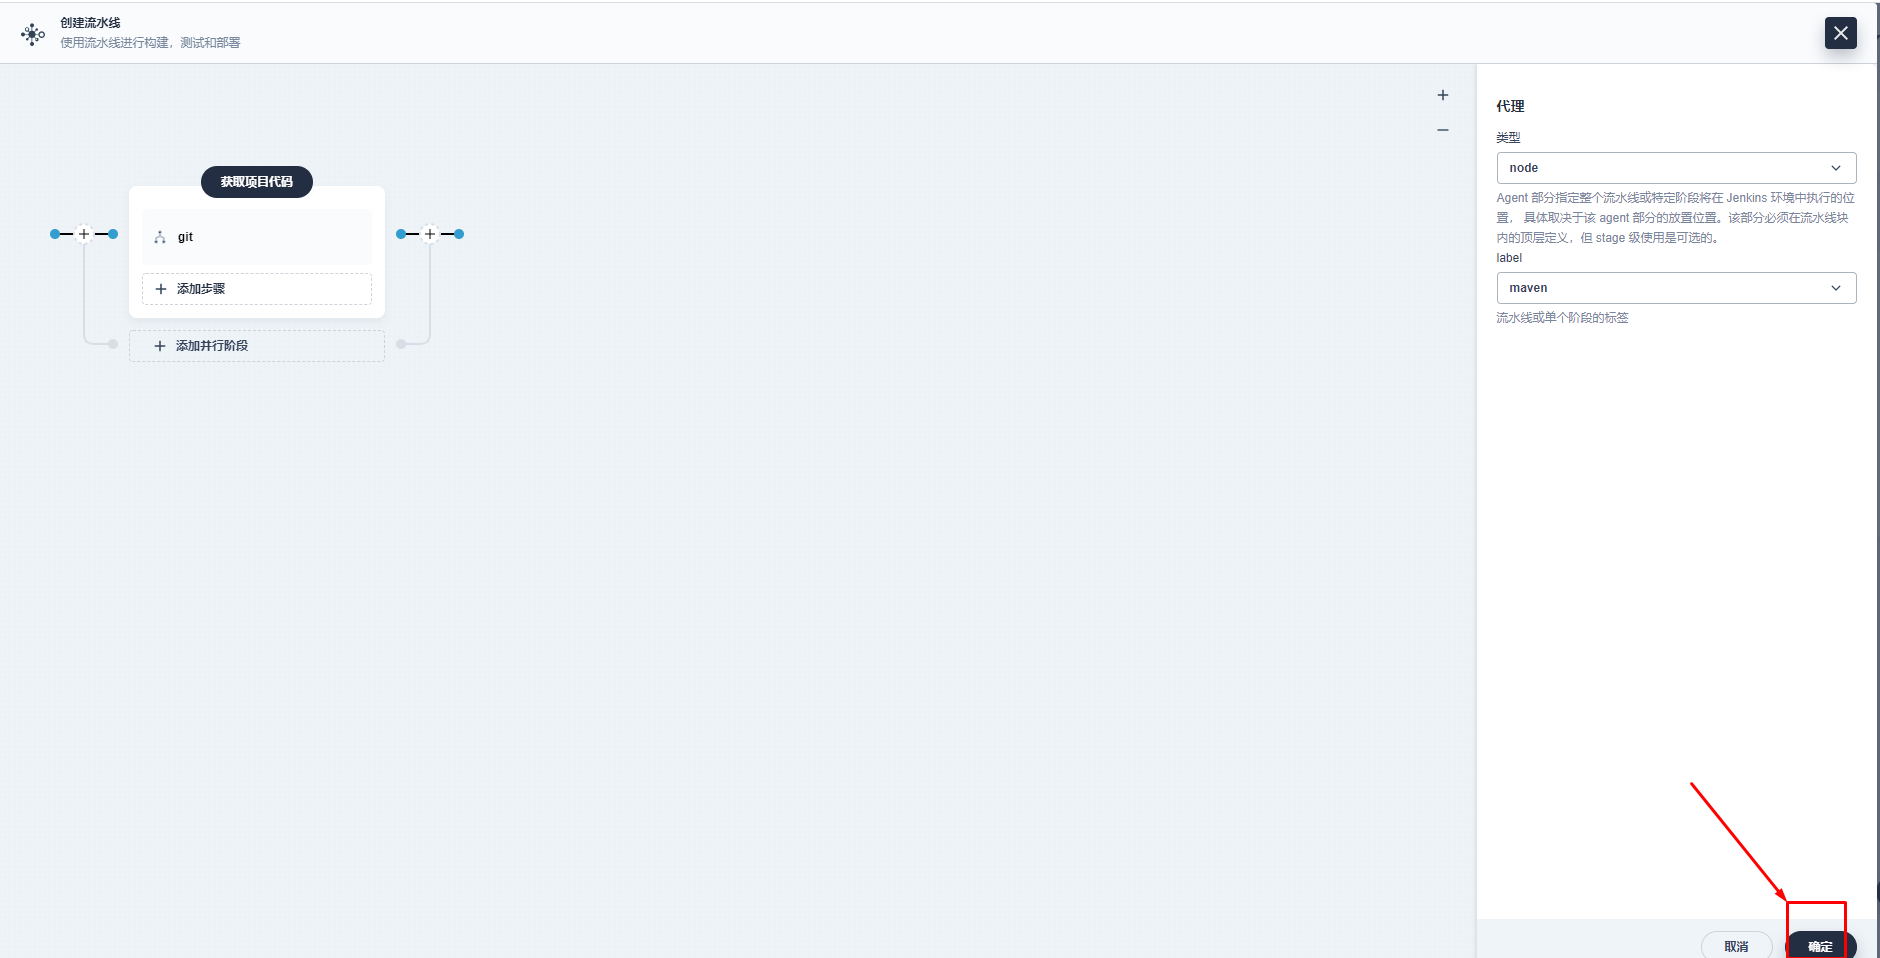 创建流水线
使用流水线进行构建，测试和部署
获取项目代码
git
添加步骤
添加并行阶段
代理
类型
node
Agent 部分指定整个流水线或特定阶段将在 Jenkins 环境中执行的位
置， 具体取决于该 agent 部分的放置位置。该部分必须在流水线块
内的顶层定义，但 stage 级使用是可选的。
label
maven
流水线或单个阶段的标签
取消
确定